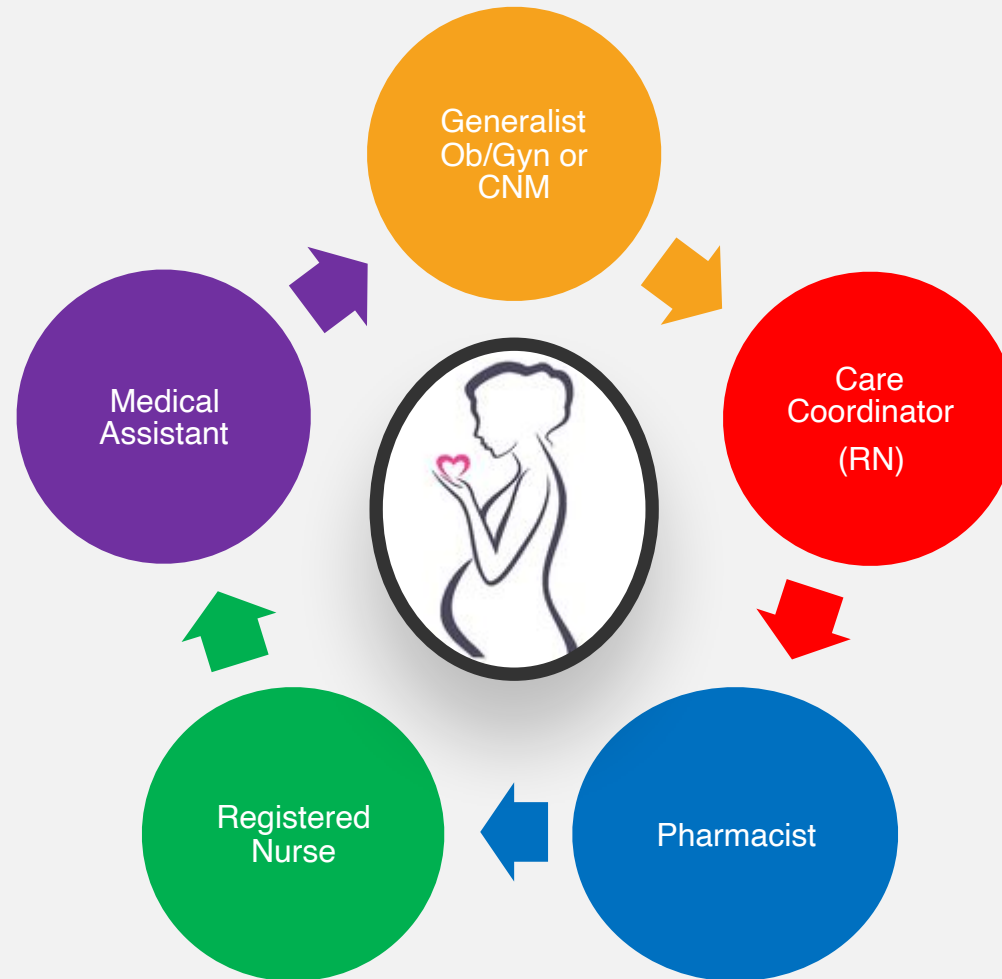 Generalist
Ob/Gyn or
CNM
Care
Coordinator
(RN)
Pharmacist
Registered
Nurse
Medical
Assistant